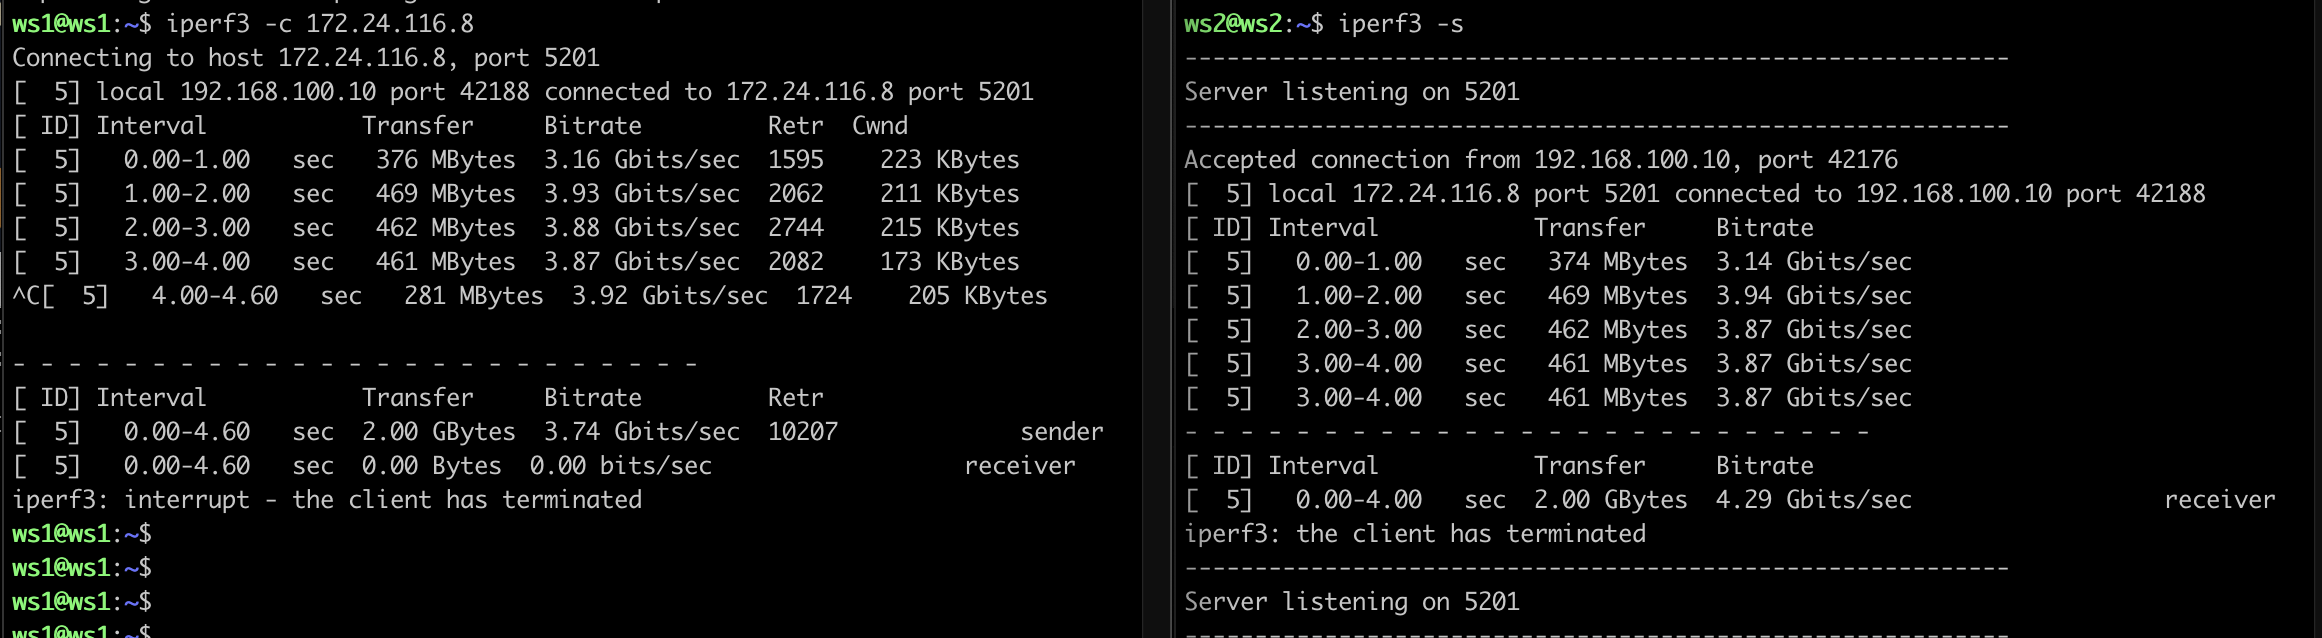 ws1@ws1:~$ iperf3 -c 172.24.116.8
Connecting to host 172.24.116.8, port 5201
[  5] local 192.168.100.10 port 42188 connected to 172.24.116.8 port 5201
[ ID] Interval           Transfer     Bitrate         Retr  Cwnd
[  5]   0.00-1.00   sec   376 MBytes  3.16 Gbits/sec  1595    223 KBytes
[  5]   1.00-2.00   sec   469 MBytes  3.93 Gbits/sec  2062    211 KBytes
[  5]   2.00-3.00   sec   462 MBytes  3.88 Gbits/sec  2744    215 KBytes
[  5]   3.00-4.00   sec   461 MBytes  3.87 Gbits/sec  2082    173 KBytes
^C[  5]   4.00-4.60   sec   281 MBytes  3.92 Gbits/sec  1724    205 KBytes
- - - - - - - - - - - - - - - - - - - - - - - - -
[ ID] Interval           Transfer     Bitrate         Retr
[  5]   0.00-4.60   sec  2.00 GBytes  3.74 Gbits/sec  10207             sender
[  5]   0.00-4.60   sec  0.00 Bytes  0.00 bits/sec                  receiver
iperf3: interrupt - the client has terminated
ws1@ws1:~$
ws1@ws1:~$
ws1@ws1:~$
ws1@ws1:~$
ws2@ws2:~$ iperf3 -s
-----------------------------------------------------------
Server listening on 5201
-----------------------------------------------------------
Accepted connection from 192.168.100.10, port 42176
[  5] local 172.24.116.8 port 5201 connected to 192.168.100.10 port 42188
[ ID] Interval           Transfer     Bitrate
[  5]   0.00-1.00   sec   374 MBytes  3.14 Gbits/sec
[  5]   1.00-2.00   sec   469 MBytes  3.94 Gbits/sec
[  5]   2.00-3.00   sec   462 MBytes  3.87 Gbits/sec
[  5]   3.00-4.00   sec   461 MBytes  3.87 Gbits/sec
[  5]   3.00-4.00   sec   461 MBytes  3.87 Gbits/sec
- - - - - - - - - - - - - - - - - - - - - - - - -
[ ID] Interval           Transfer     Bitrate
[  5]   0.00-4.00   sec  2.00 GBytes  4.29 Gbits/sec                  receiver
iperf3: the client has terminated
-----------------------------------------------------------
Server listening on 5201
-----------------------------------------------------------